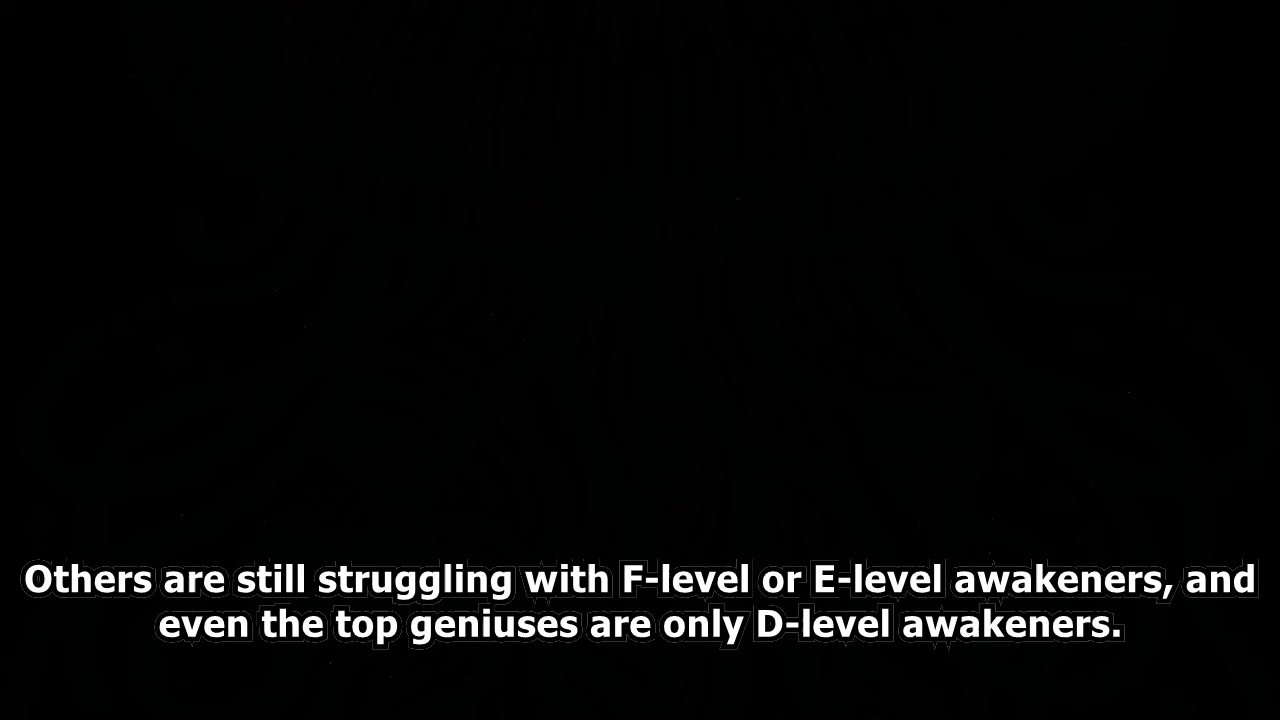 Others are still struggling with F-level or E-level awakeners, and
even the top geniuses are only D-level awakeners.